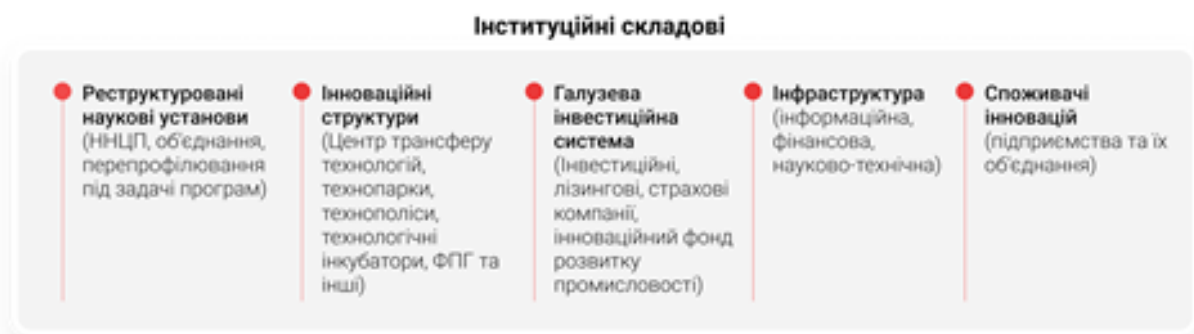 Інституційні складові
Реструктуровані
наукові установи
(ННЦП, об'єднання,
перепрофілювання
під задачі програм)
Інноваційні
структури
(Центр трансферу
технологій,
технопарки,
технополіси,
технологічні
інкубатори, ФПГ та
інші)
Галузева
інвестиційна
система
(Інвестиційні,
лізингові, страхові
компанії,
інноваційний фонд
розвитку
промисловості)
Інфраструктура
(інформаційна,
фінансова,
науково-технічна)
Споживачі
інновацій
(підприємства та їх
об'єднання)